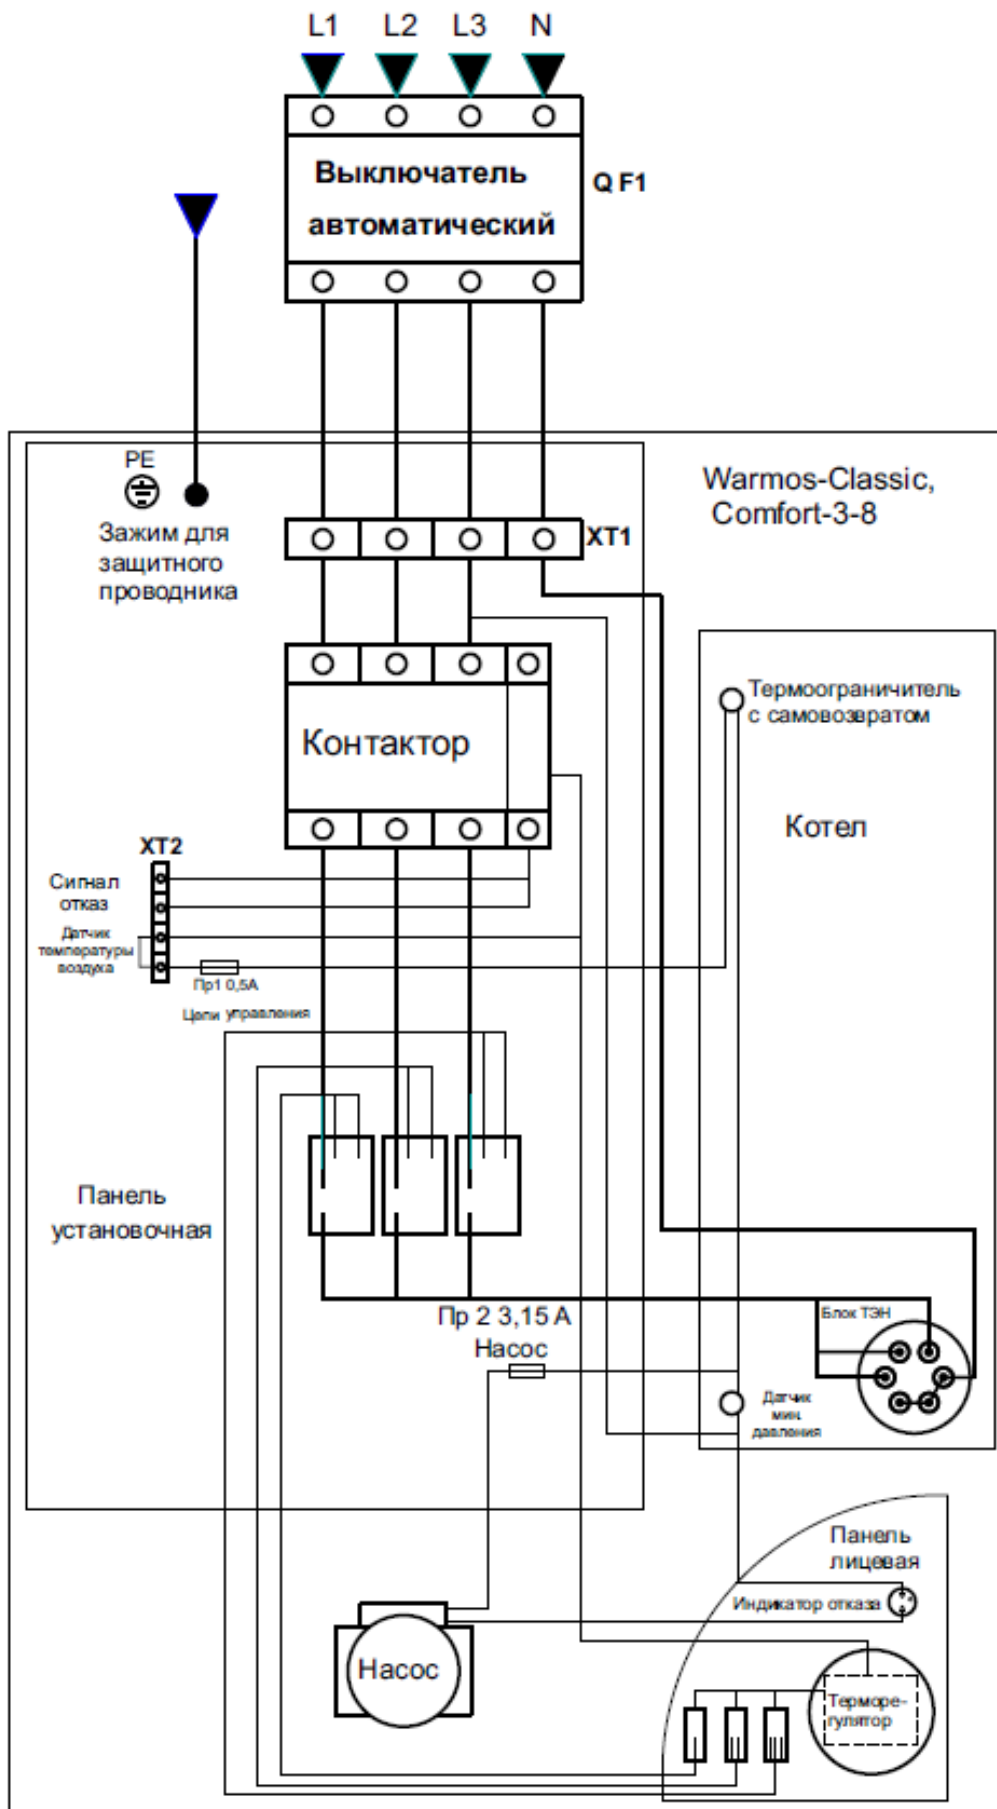 L1 L2 L3 N
Выключатель
автоматический
Q F1
PE
Зажим для
защитного
проводника
XT1
Warmos-Classic,
Comfort-3-8
Термоограничитель
с самовозвратом
Контактор
Котел
XT2
Сигнал
отказ
Датчик
температуры
воздуха
Пр1 0,5А
Цепи управления
Панель
установочная
Пр 2 3,15 А
Насос
Блок ТЭН
Датчик
мин.
давления
Панель
лицевая
Индикатор отказа
Насос
Терморе-
гулятор